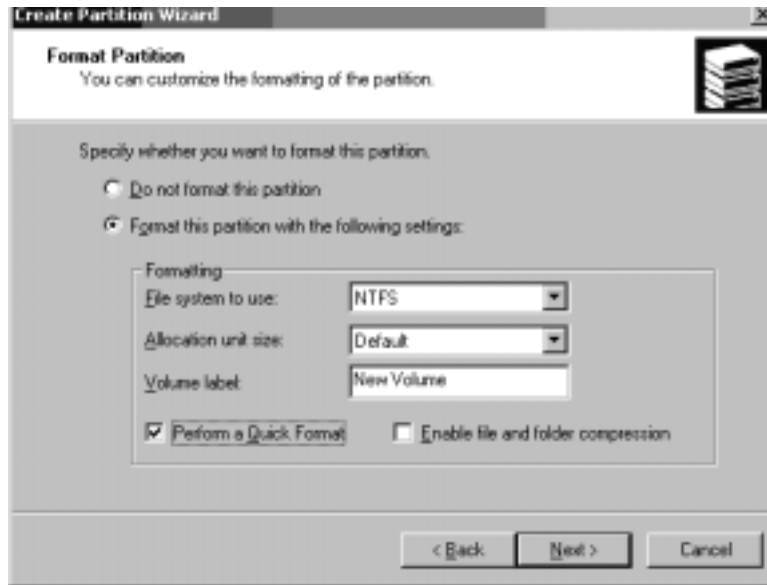 Create Partition Wizard
Format Partition
You can customize the formatting of the partition.
Specify whether you want to format this partition.
Do not format this partition
Format this partition with the following settings:
Formatting
File system to use: NTFS
Allocation unit size: Default
Volume label: New Volume
Perform a Quick Format Enable file and folder compression
< Back Next > Cancel